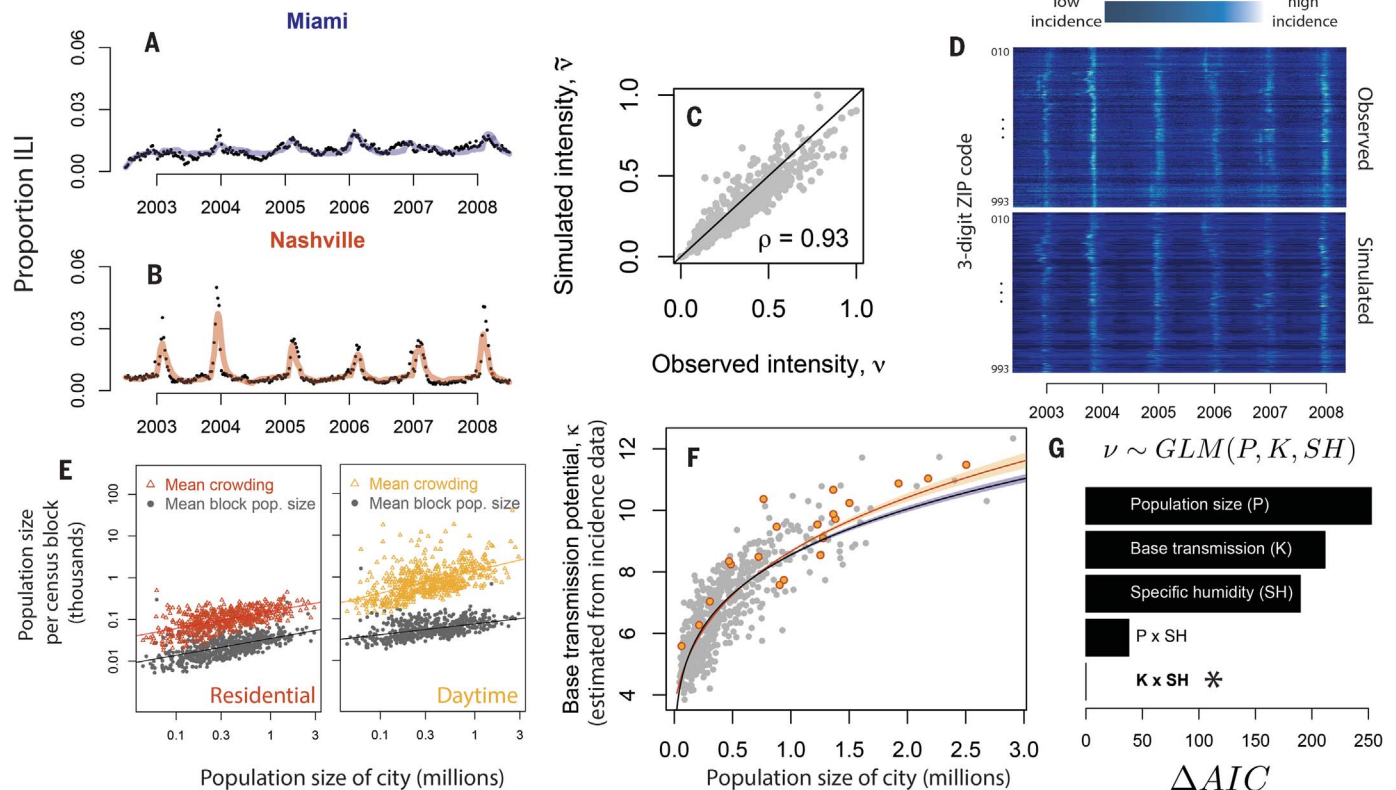 Miami
A
0.06
0.03
0.00
2003 2004 2005 2006 2007 2008
Proportion ILI
Nashville
B
0.06
0.03
0.00
2003 2004 2005 2006 2007 2008
C
Simulated intensity, ν̃
1.0
0.5
0.0
ρ = 0.93
0.0 0.5 1.0
Observed intensity, ν
low
incidence
high
incidence
D
3-digit ZIP code
010
⋮
993
Observed
010
⋮
993
Simulated
2003 2004 2005 2006 2007 2008
E
Population size
per census block
(thousands)
100
10
1
0.1
0.01
Mean crowding
Mean block pop. size
Residential
0.1 0.3 1 3
Mean crowding
Mean block pop. size
Daytime
0.1 0.3 1 3
Population size of city (millions)
F
Base transmission potential, κ
(estimated from incidence data)
12
10
8
6
4
0.0 0.5 1.0 1.5 2.0 2.5 3.0
Population size of city (millions)
G
ν ∼ GLM(P, K, SH)
Population size (P)
Base transmission (K)
Specific humidity (SH)
P x SH
K x SH *
0 50 100 150 200 250
ΔAIC